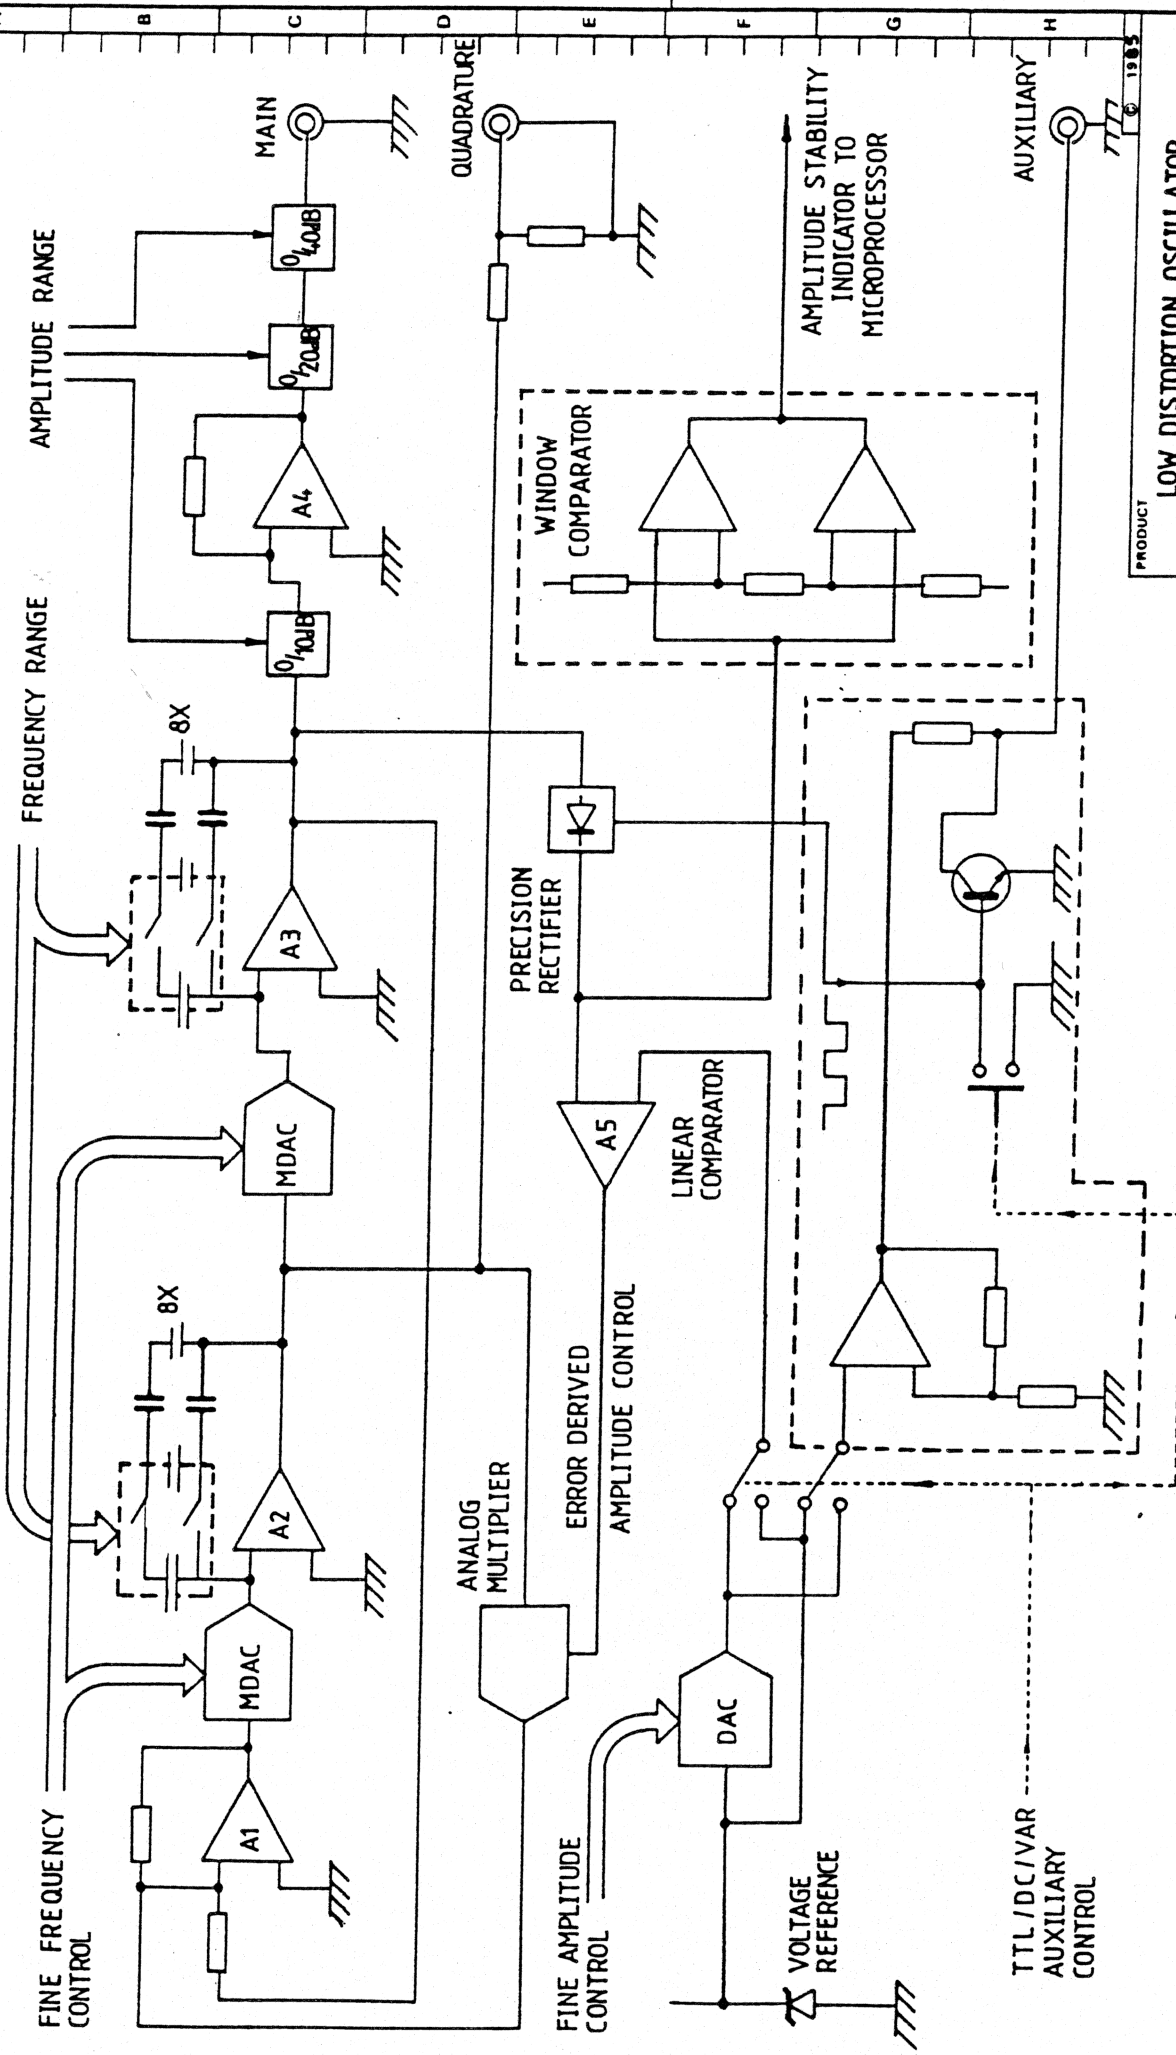 B
C
D
E
F
G
H
FINE FREQUENCY
CONTROL
FREQUENCY RANGE
AMPLITUDE RANGE
A1
MDAC
A2
8X
MDAC
A3
8X
0/10dB
A4
0/20dB
0/40dB
MAIN
QUADRATURE
ANALOG
MULTIPLIER
ERROR DERIVED
AMPLITUDE CONTROL
A5
LINEAR
COMPARATOR
PRECISION
RECTIFIER
WINDOW
COMPARATOR
AMPLITUDE STABILITY
INDICATOR TO
MICROPROCESSOR
FINE AMPLITUDE
CONTROL
DAC
VOLTAGE
REFERENCE
TTL/DC/VAR
AUXILIARY
CONTROL
AUXILIARY
© 1985
PRODUCT
LOW DISTORTION OSCILLATOR